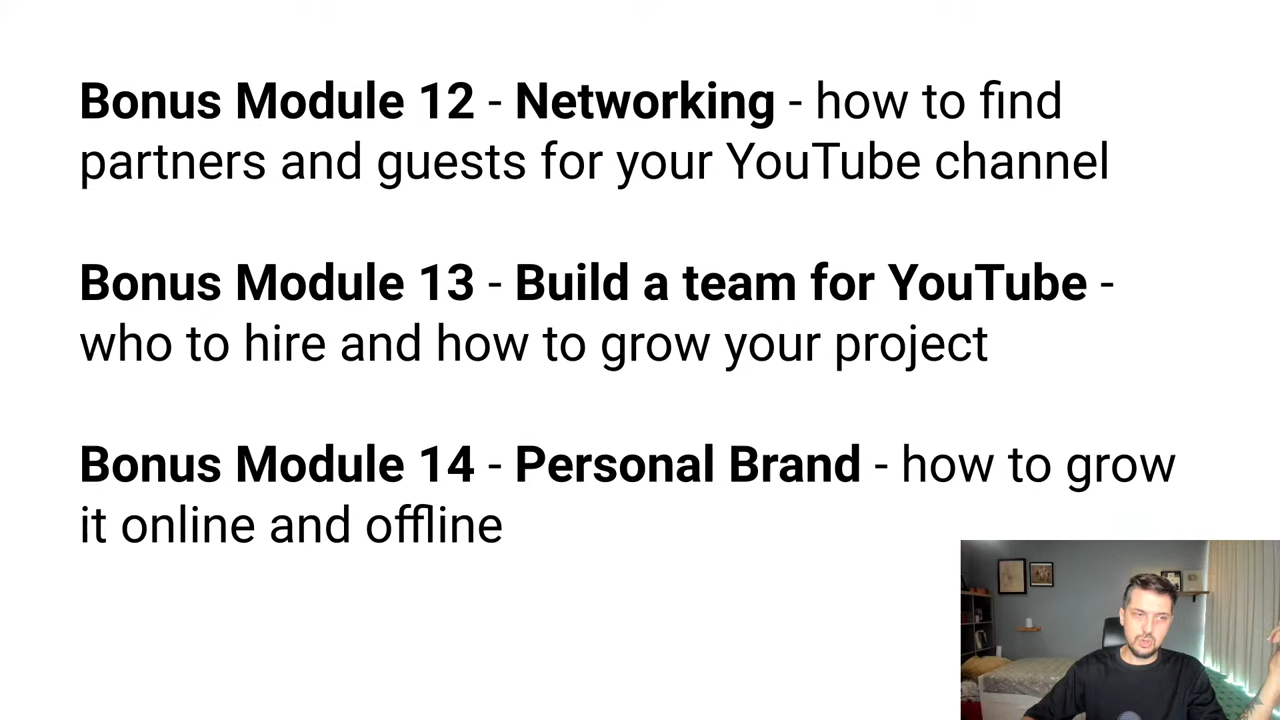 Bonus Module 12 - Networking - how to find
partners and guests for your YouTube channel
Bonus Module 13 - Build a team for YouTube -
who to hire and how to grow your project
Bonus Module 14 - Personal Brand - how to grow
it online and offline